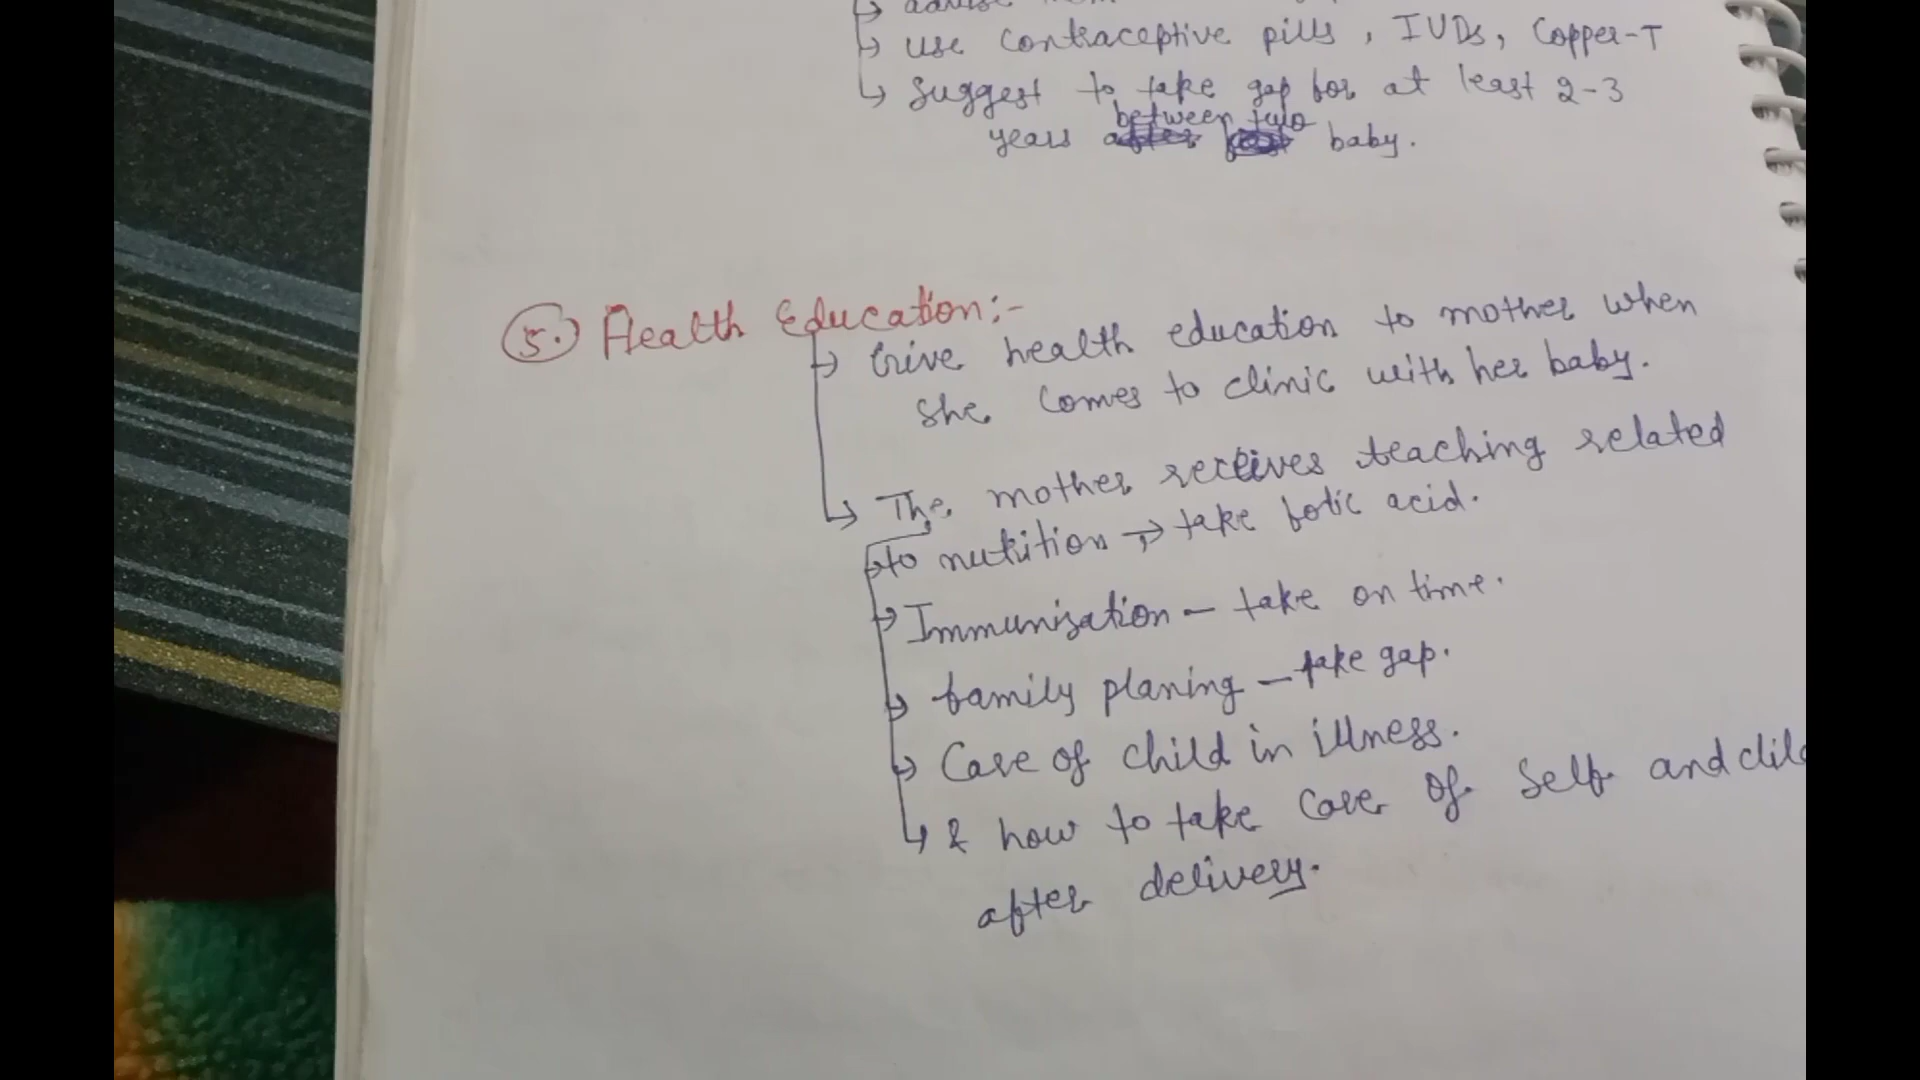 ↳ use contraceptive pills, IUDs, Copper-T
↳ Suggest to take gap for at least 2-3
between two
years baby.
5. Health Education:-
↳ Give health education to mother when
she comes to clinic with her baby.
↳ The mother receives teaching related
↳ to nutrition → take folic acid.
↳ Immunisation - take on time.
↳ family planing - take gap.
↳ Care of child in illness.
↳ & how to take care of Self and
after delivery.